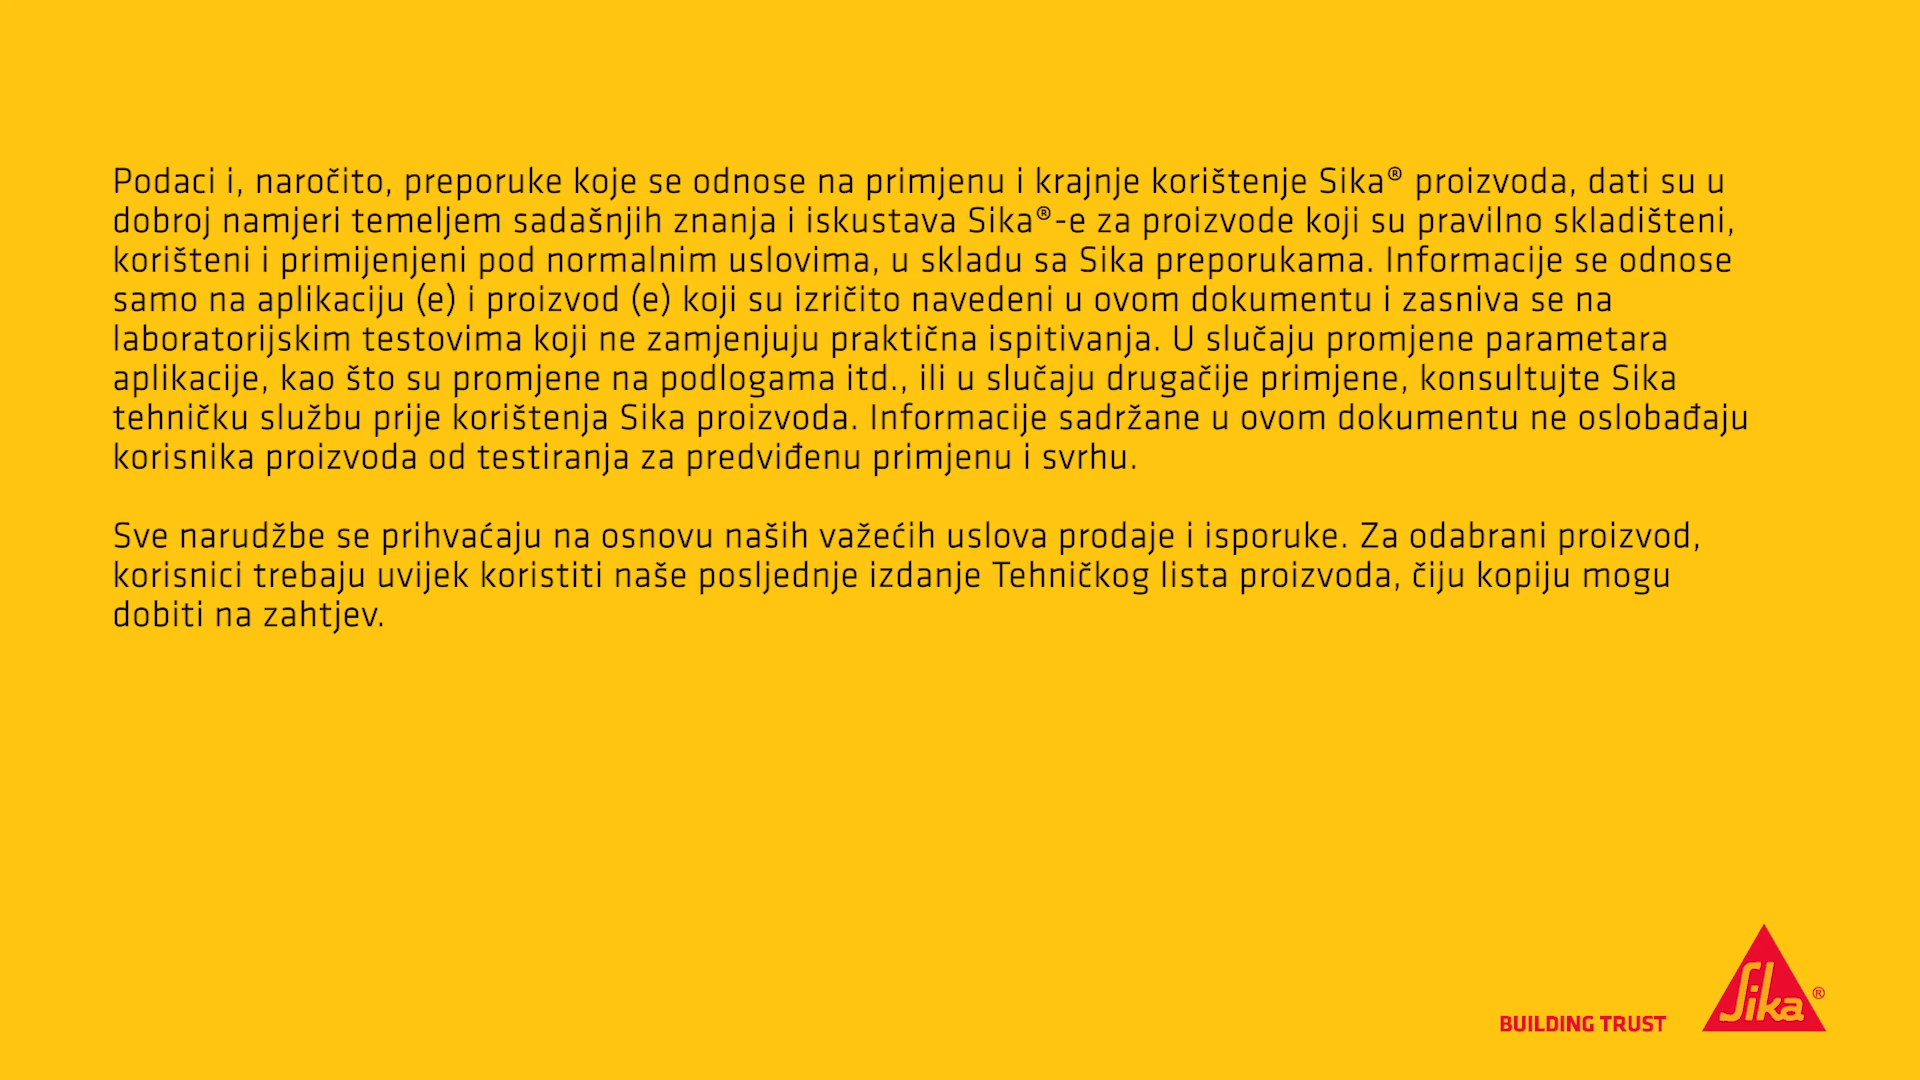 Podaci i, naročito, preporuke koje se odnose na primjenu i krajnje korištenje Sika® proizvoda, dati su u
dobroj namjeri temeljem sadašnjih znanja i iskustava Sika®-e za proizvode koji su pravilno skladišteni,
korišteni i primijenjeni pod normalnim uslovima, u skladu sa Sika preporukama. Informacije se odnose
samo na aplikaciju (e) i proizvod (e) koji su izričito navedeni u ovom dokumentu i zasniva se na
laboratorijskim testovima koji ne zamjenjuju praktična ispitivanja. U slučaju promjene parametara
aplikacije, kao što su promjene na podlogama itd., ili u slučaju drugačije primjene, konsultujte Sika
tehničku službu prije korištenja Sika proizvoda. Informacije sadržane u ovom dokumentu ne oslobađaju
korisnika proizvoda od testiranja za predviđenu primjenu i svrhu.
Sve narudžbe se prihvaćaju na osnovu naših važećih uslova prodaje i isporuke. Za odabrani proizvod,
korisnici trebaju uvijek koristiti naše posljednje izdanje Tehničkog lista proizvoda, čiju kopiju mogu
dobiti na zahtjev.
BUILDING TRUST
Sika®